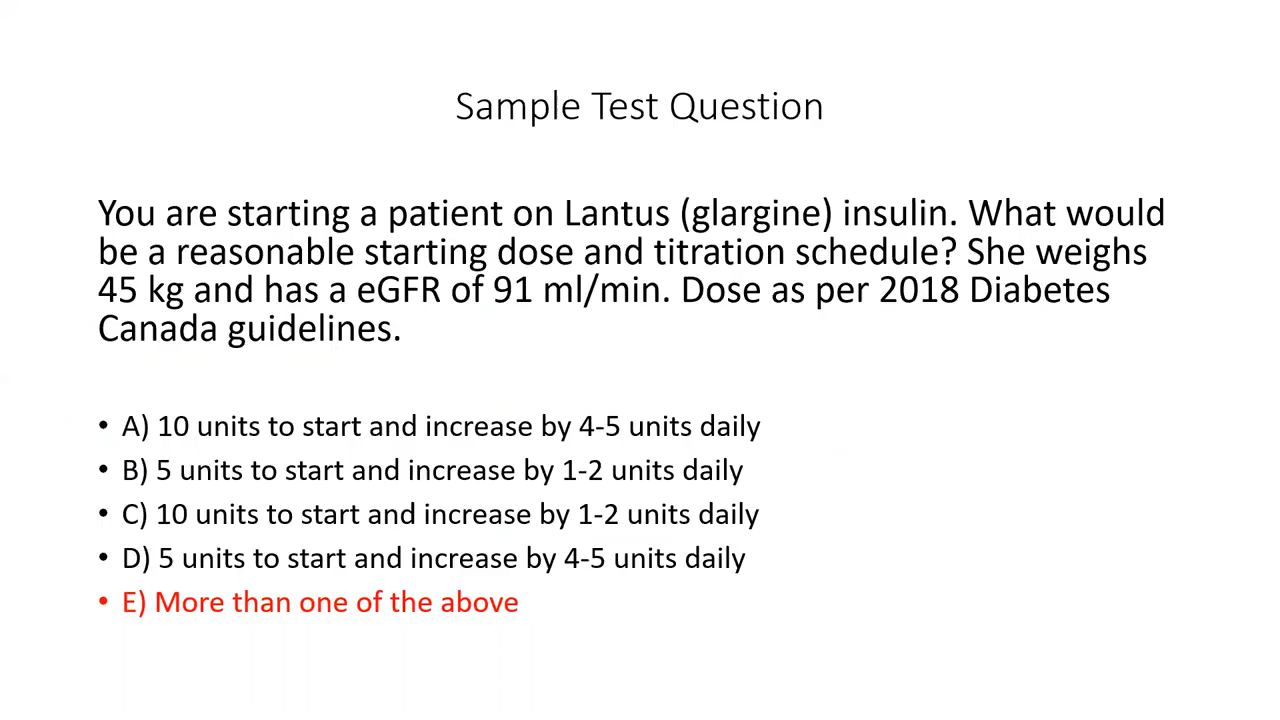 Sample Test Question
You are starting a patient on Lantus (glargine) insulin. What would
be a reasonable starting dose and titration schedule? She weighs
45 kg and has a eGFR of 91 ml/min. Dose as per 2018 Diabetes
Canada guidelines.
• A) 10 units to start and increase by 4-5 units daily
• B) 5 units to start and increase by 1-2 units daily
• C) 10 units to start and increase by 1-2 units daily
• D) 5 units to start and increase by 4-5 units daily
• E) More than one of the above